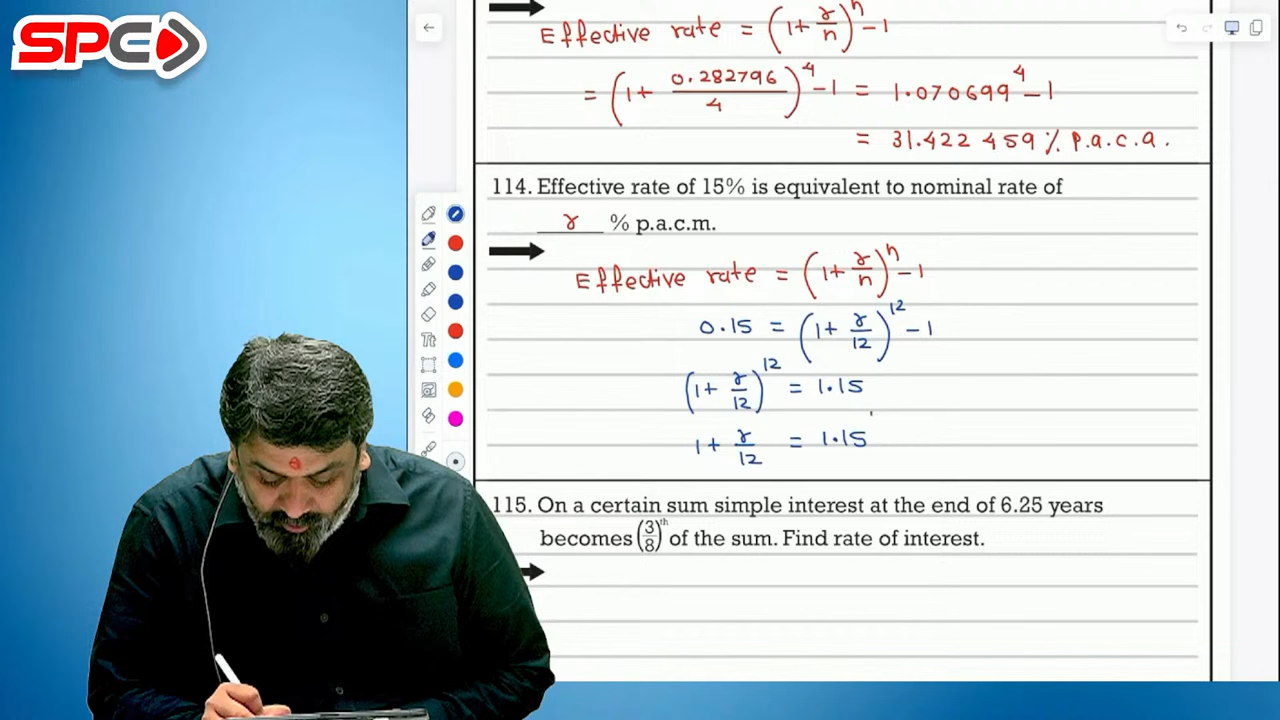 SPC
Effective rate = (1 + r/n)^n - 1
= (1 + 0.282796/4)^4 - 1 = 1.070699^4 - 1
= 31.422459% p.a.c.a.
114. Effective rate of 15% is equivalent to nominal rate of
r % p.a.c.m.
Effective rate = (1 + r/n)^n - 1
0.15 = (1 + r/12)^12 - 1
(1 + r/12)^12 = 1.15
1 + r/12 = 1.15
115. On a certain sum simple interest at the end of 6.25 years
becomes (3/8)^th of the sum. Find rate of interest.
Tt